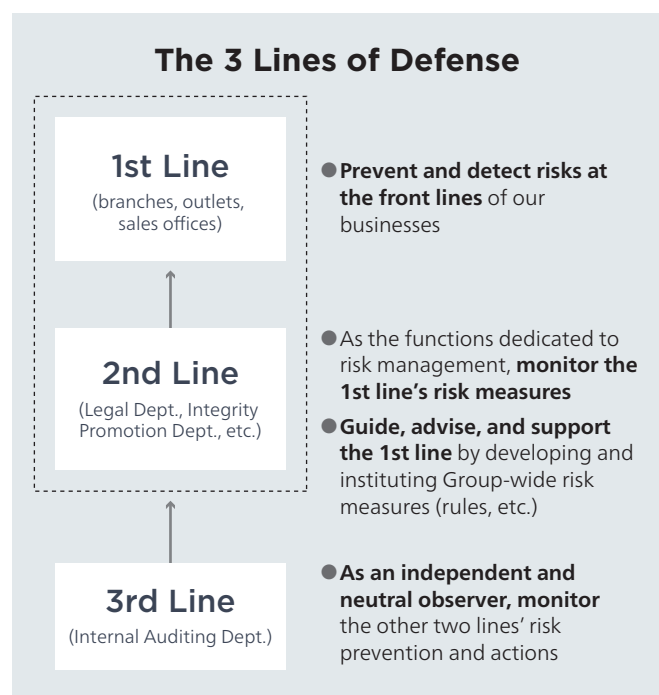 The 3 Lines of Defense
1st Line
(branches, outlets,
sales offices)
● Prevent and detect risks at
the front lines of our
businesses
2nd Line
(Legal Dept., Integrity
Promotion Dept., etc.)
● As the functions dedicated to
risk management, monitor the
1st line’s risk measures
● Guide, advise, and support
the 1st line by developing and
instituting Group-wide risk
measures (rules, etc.)
3rd Line
(Internal Auditing Dept.)
● As an independent and
neutral observer, monitor
the other two lines’ risk
prevention and actions